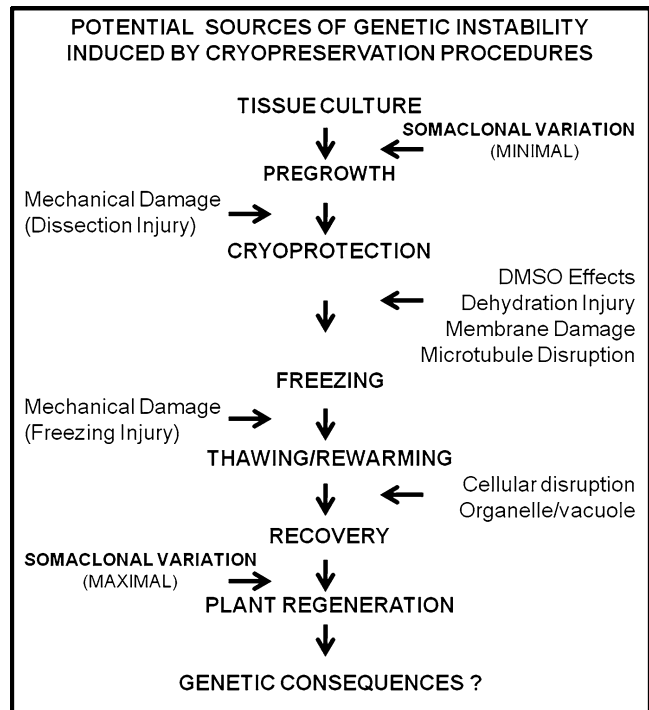 POTENTIAL SOURCES OF GENETIC INSTABILITY
INDUCED BY CRYOPRESERVATION PROCEDURES
TISSUE CULTURE
SOMACLONAL VARIATION
(MINIMAL)
PREGROWTH
Mechanical Damage
(Dissection Injury)
CRYOPROTECTION
DMSO Effects
Dehydration Injury
Membrane Damage
Microtubule Disruption
FREEZING
Mechanical Damage
(Freezing Injury)
THAWING/REWARMING
Cellular disruption
Organelle/vacuole
RECOVERY
SOMACLONAL VARIATION
(MAXIMAL)
PLANT REGENERATION
GENETIC CONSEQUENCES ?